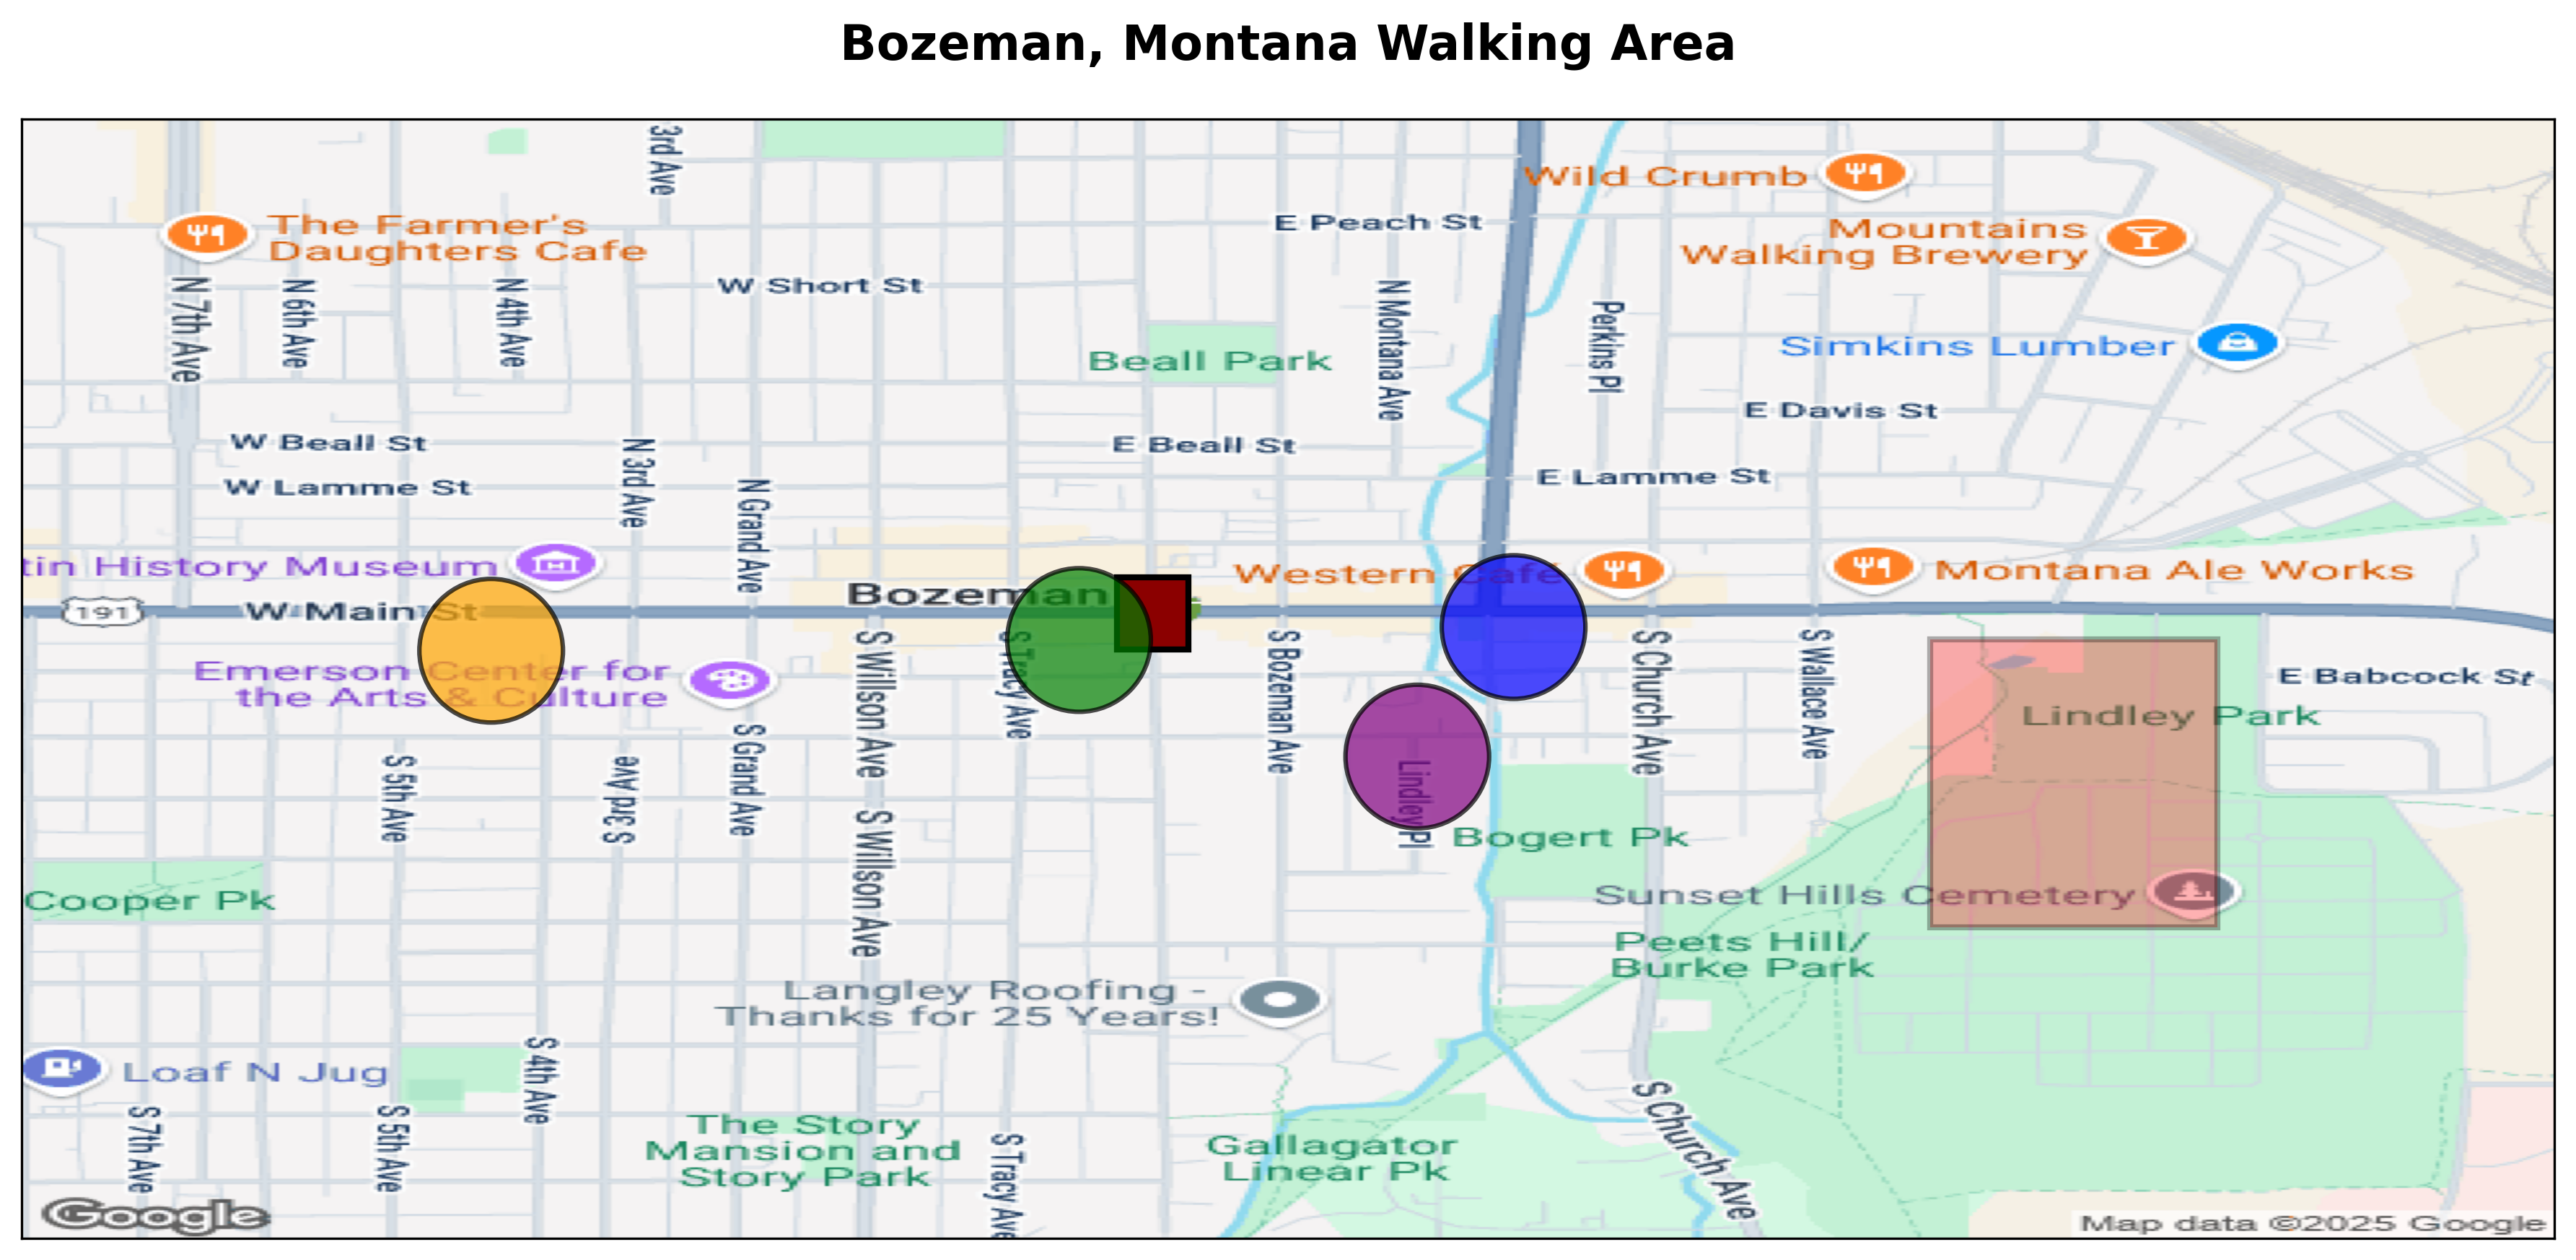 Bozeman, Montana Walking Area
3rd Ave
Wild Crumb
The Farmer's
Daughters Cafe
E Peach St
Mountains
Walking Brewery
N 7th Ave
N 6th Ave
N 4th Ave
W Short St
N Montana Ave
Perkins Pl
Simkins Lumber
Beall Park
E Davis St
W Beall St
N 3rd Ave
E Beall St
W Lamme St
N Grand Ave
E Lamme St
tin History Museum
Western Café
Montana Ale Works
191
W Main St
Bozeman
Emerson Center for
the Arts & Culture
S Willson Ave
S Tracy Ave
S Bozeman Ave
S Church Ave
S Wallace Ave
E Babcock St
Lindley Park
S 5th Ave
S 3rd Ave
S Grand Ave
Lindley Pl
Bogert Pk
S Willson Ave
Cooper Pk
Sunset Hills Cemetery
Peets Hill/
Burke Park
Langley Roofing -
Thanks for 25 Years!
Loaf N Jug
S 4th Ave
S 7th Ave
S 5th Ave
The Story
Mansion and
Story Park
S Tracy Ave
Gallagator
Linear Pk
S Church Ave
Google
Map data ©2025 Google